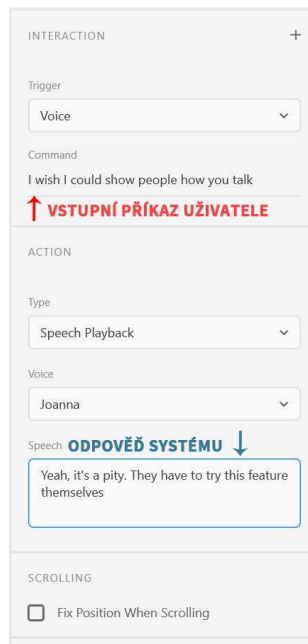 INTERACTION +
Trigger
Voice
Command
I wish I could show people how you talk
VSTUPNÍ PŘÍKAZ UŽIVATELE
ACTION
Type
Speech Playback
Voice
Joanna
Speech ODPOVĚĎ SYSTÉMU
Yeah, it's a pity. They have to try this feature
themselves
SCROLLING
Fix Position When Scrolling